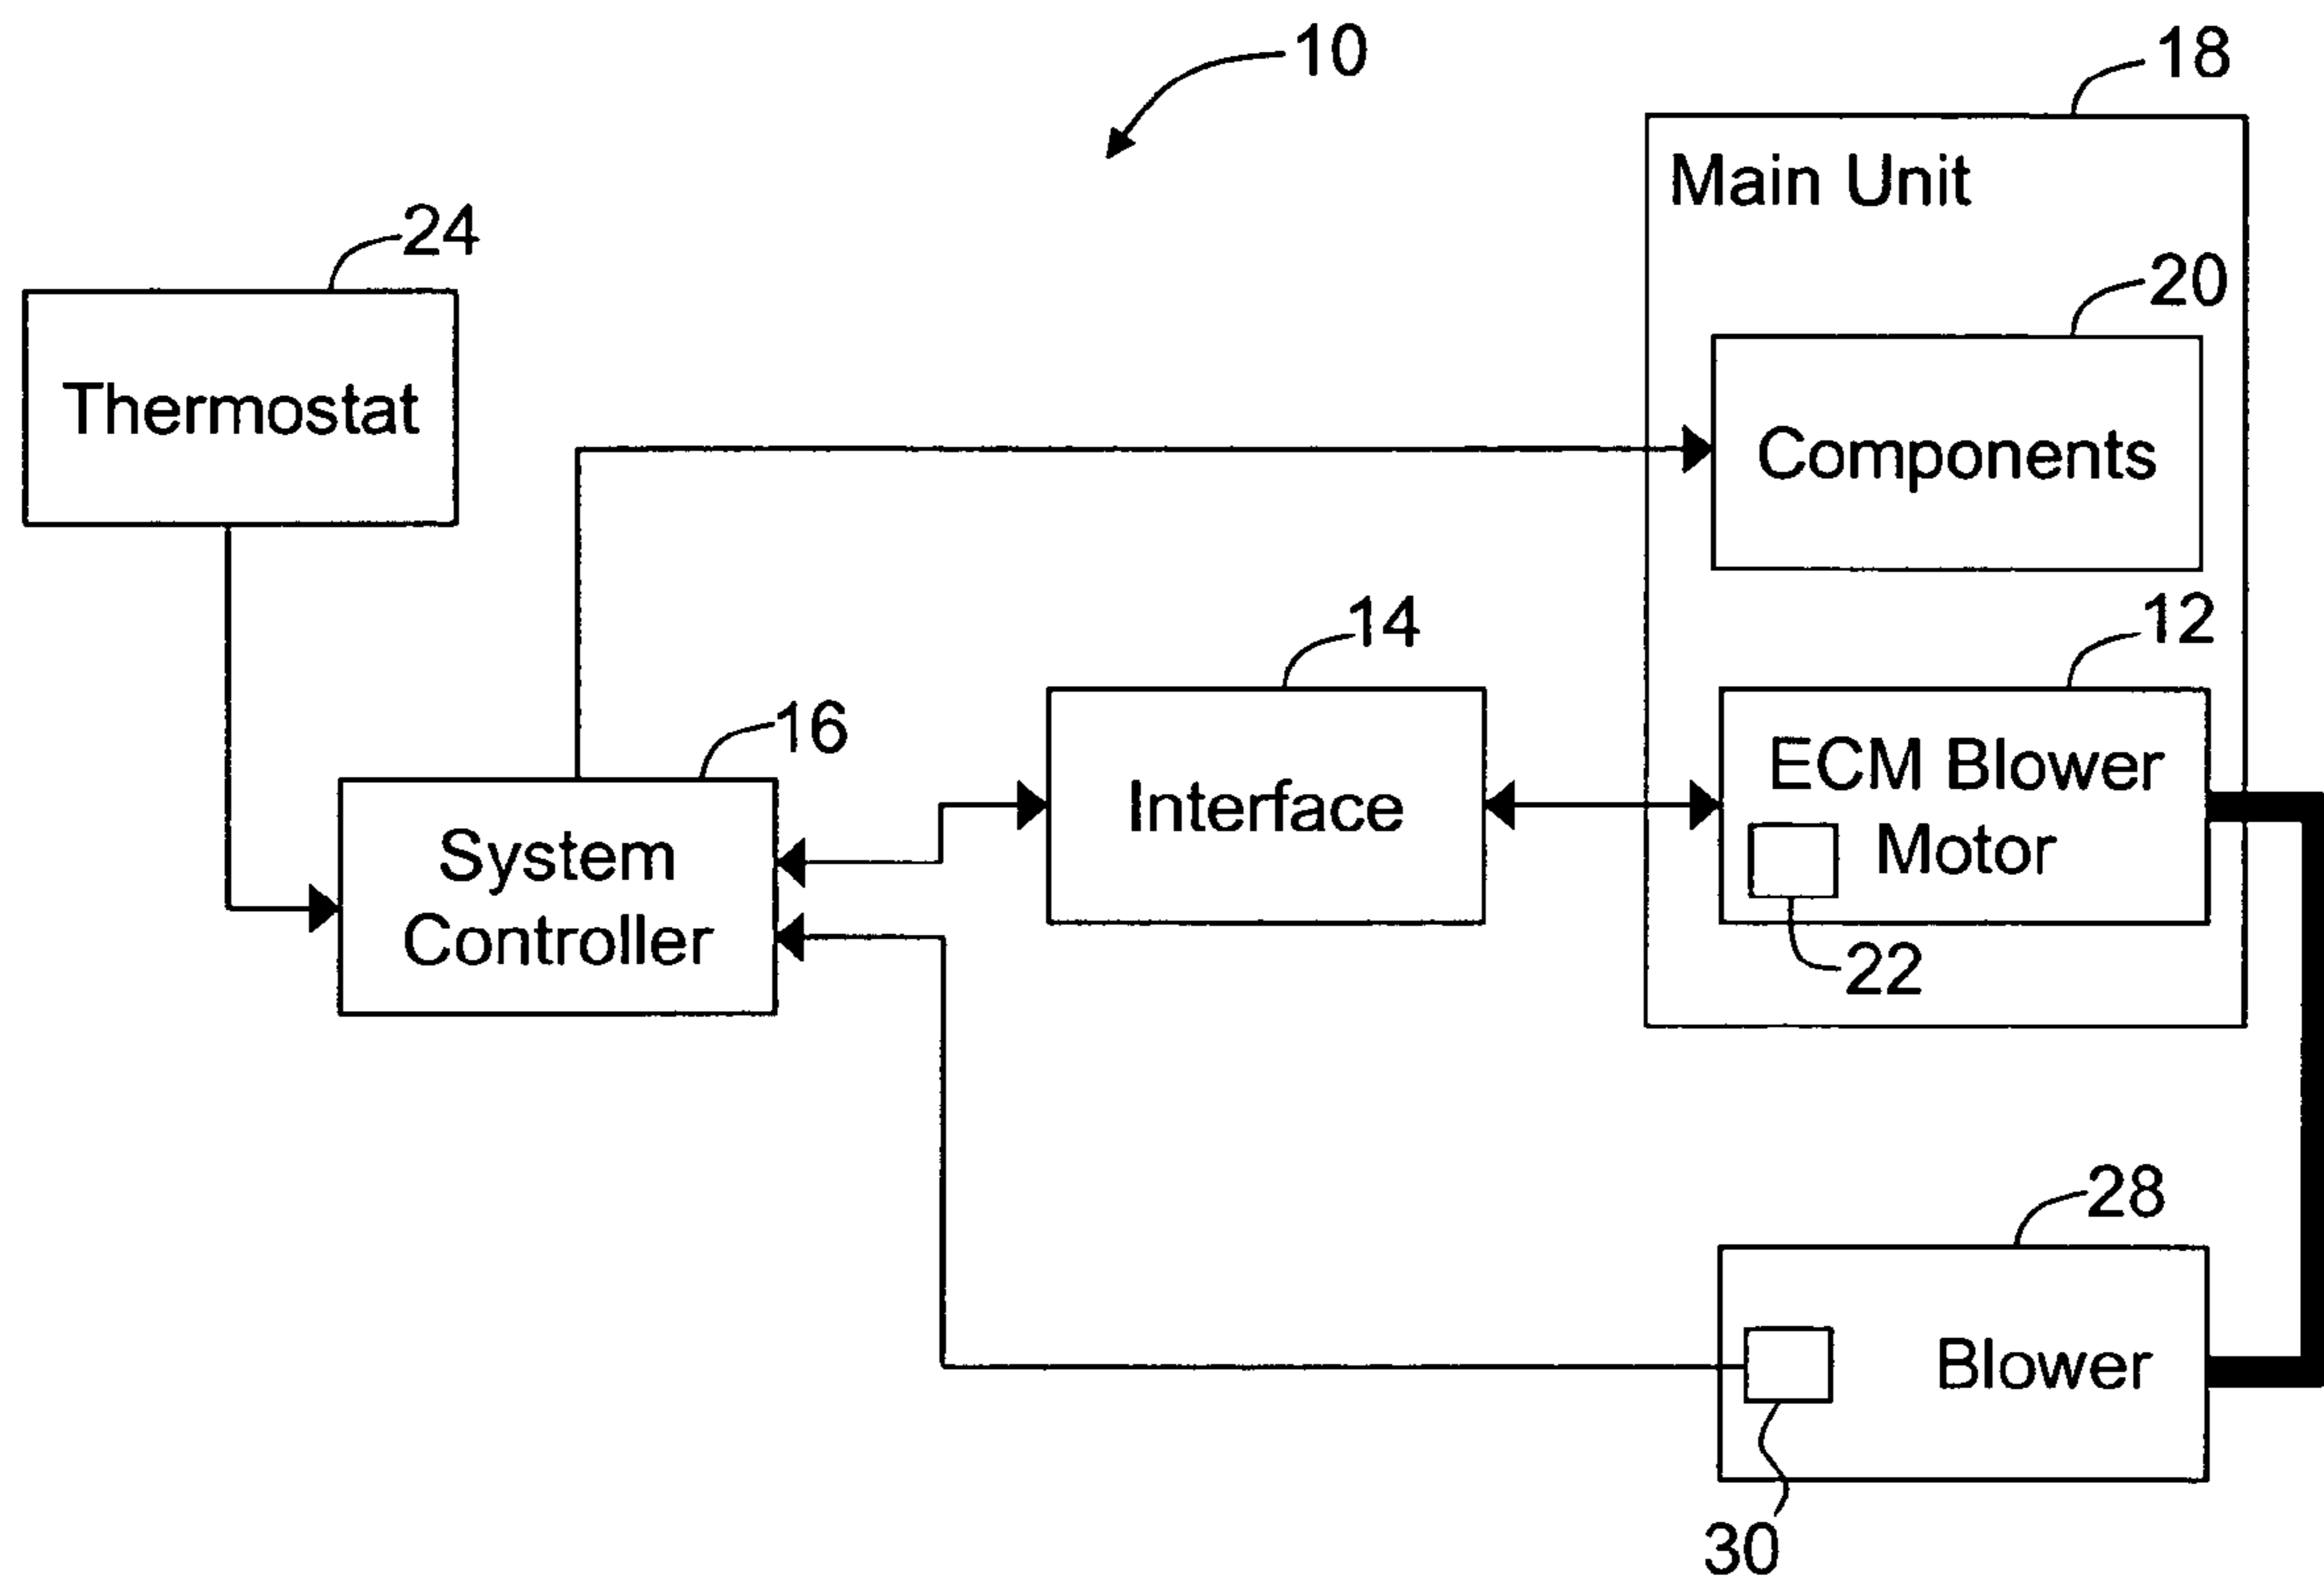 10
18
Main Unit
24
20
Thermostat
Components
14
12
16
Interface
ECM Blower
Motor
System
Controller
22
28
Blower
30